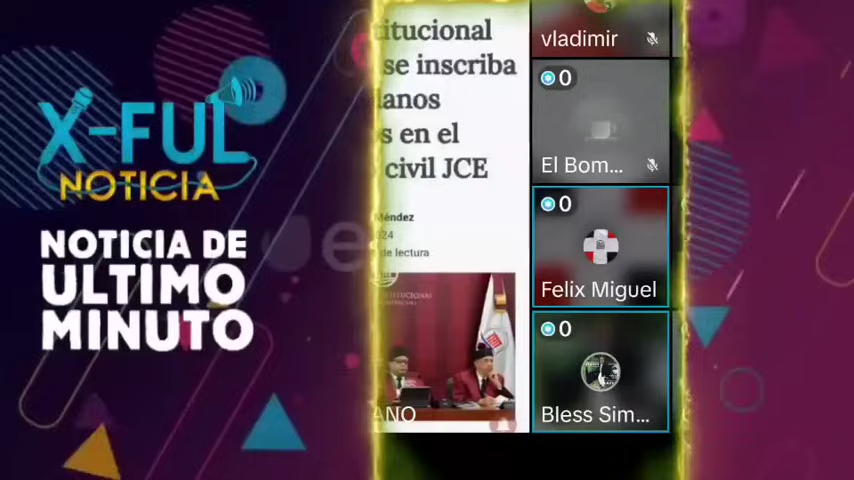 X-FUL
NOTICIA
NOTICIA DE
ULTIMO
MINUTO
titucional
se inscriba
lanos
s en el
civil JCE
Méndez
24
de lectura
ANO
vladimir
0
El Bom...
0
Felix Miguel
0
Bless Sim...